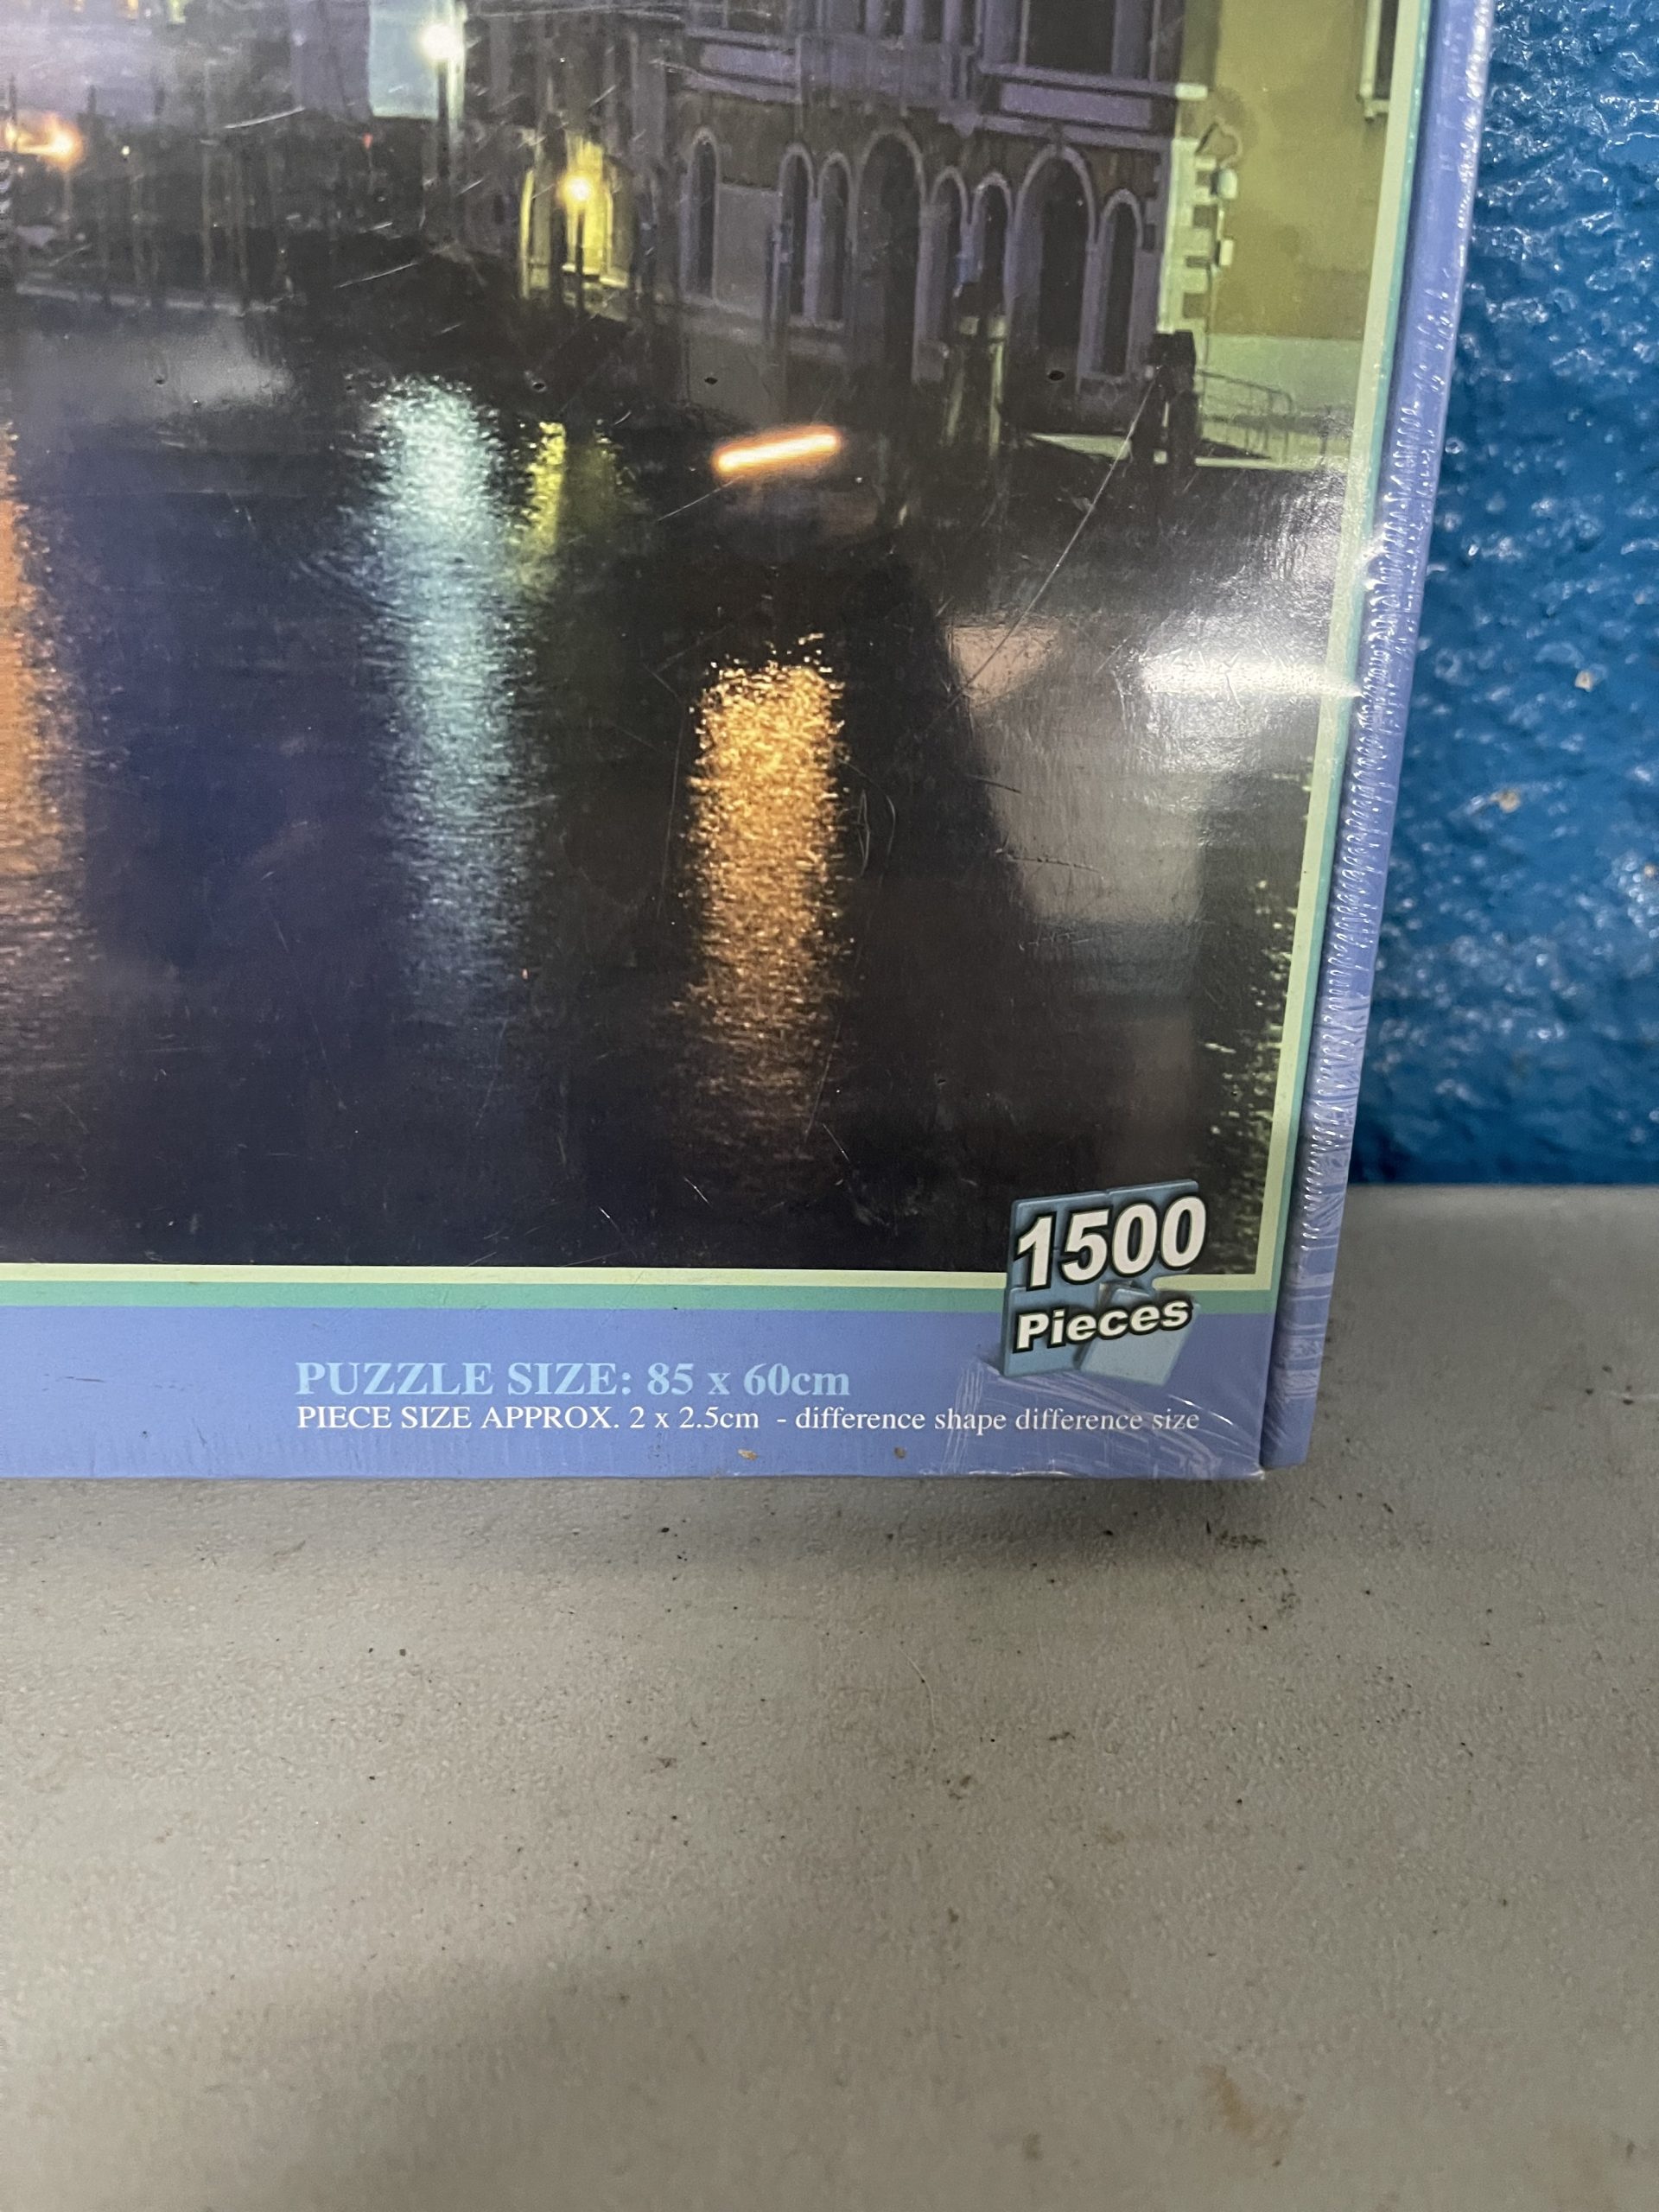 1500
Pieces
PUZZLE SIZE: 85 x 60cm
PIECE SIZE APPROX. 2 x 2.5cm - difference shape difference size